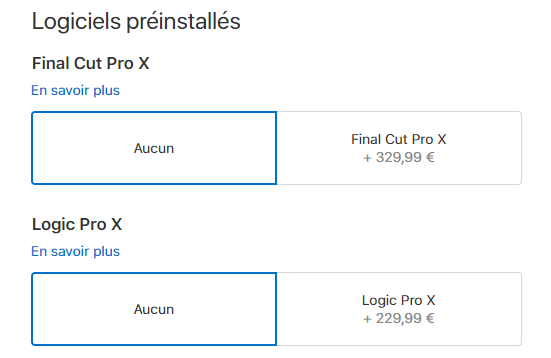 Logiciels préinstallés
Final Cut Pro X
En savoir plus
Aucun
Final Cut Pro X
+ 329,99 €
Logic Pro X
En savoir plus
Aucun
Logic Pro X
+ 229,99 €